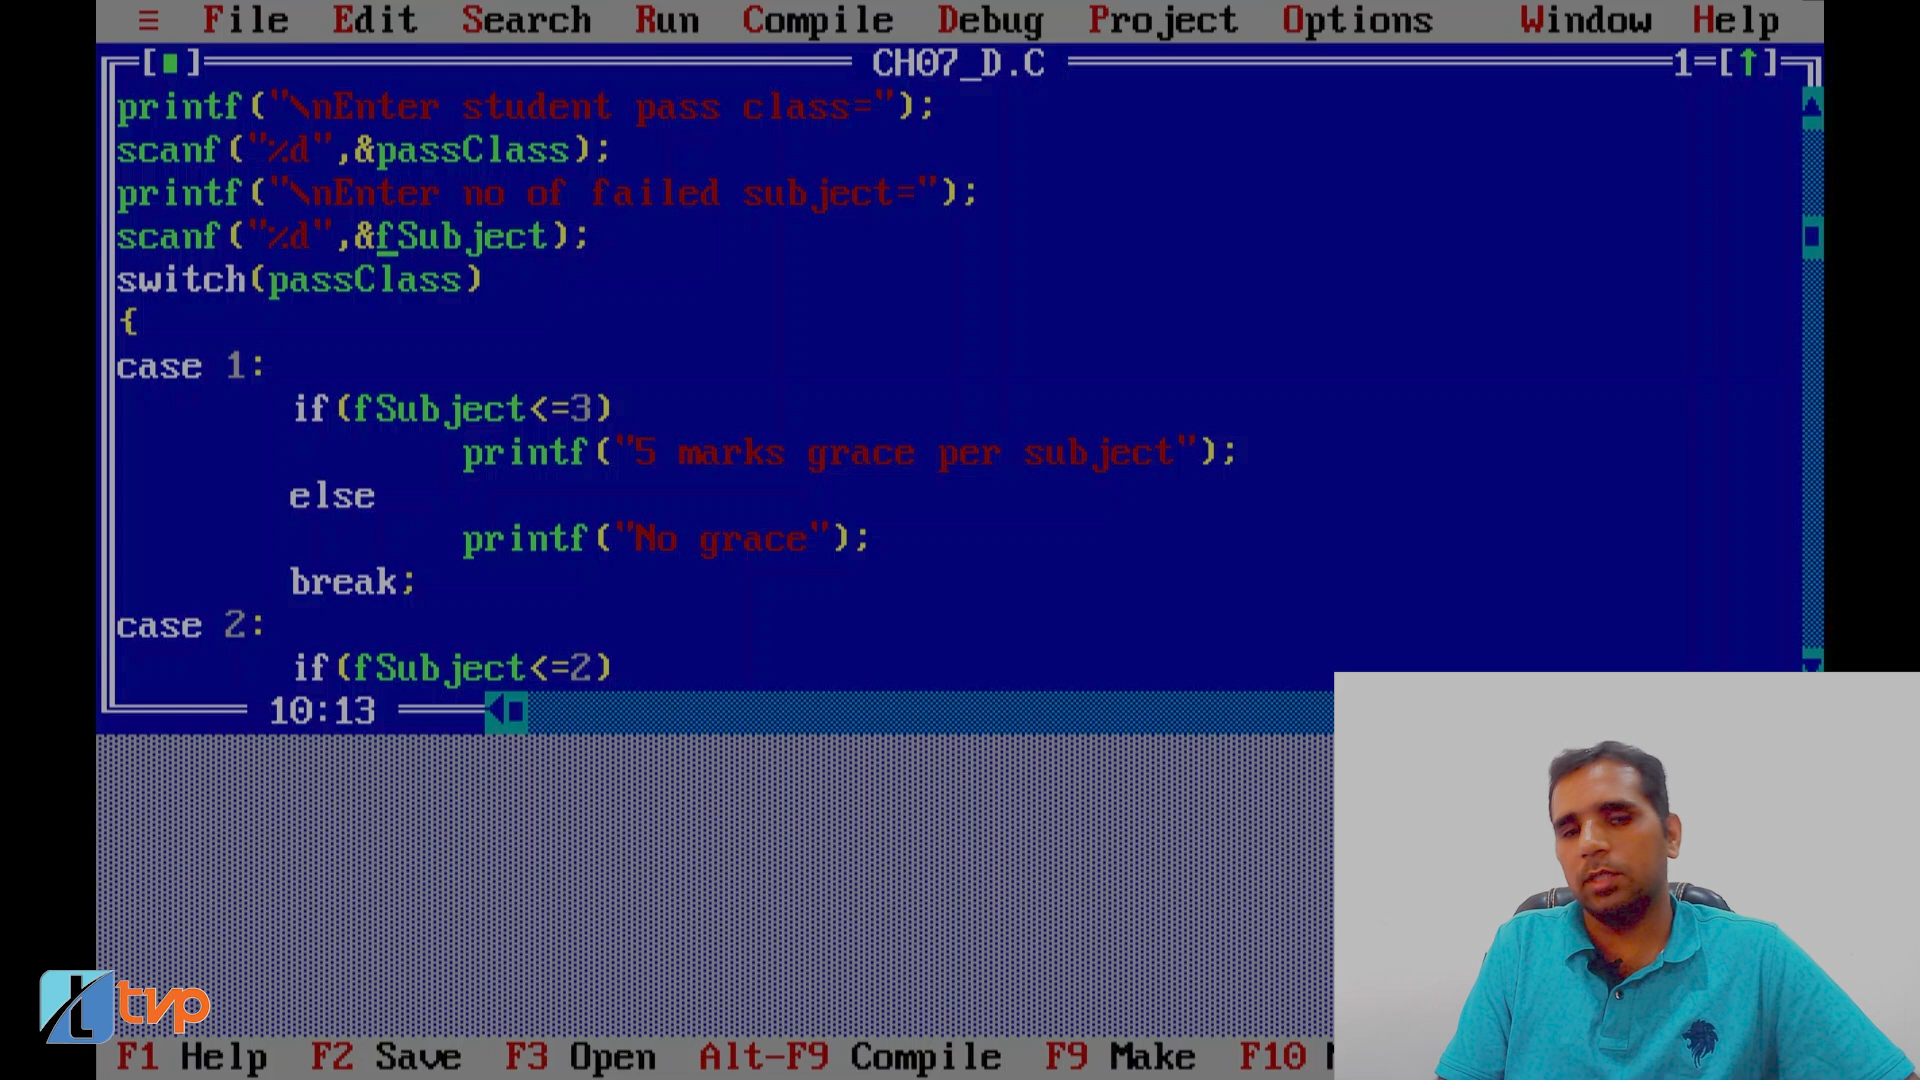 ≡ File Edit Search Run Compile Debug Project Options Window Help
[■] CH07_D.C 1=[↑]
printf("\nEnter student pass class=");
scanf("%d",&passClass);
printf("\nEnter no of failed subject=");
scanf("%d",&fSubject);
switch(passClass)
{
case 1:
if(fSubject<=3)
printf("5 marks grace per subject");
else
printf("No grace");
break;
case 2:
if(fSubject<=2)
10:13
tvp
F1 Help F2 Save F3 Open Alt-F9 Compile F9 Make F10